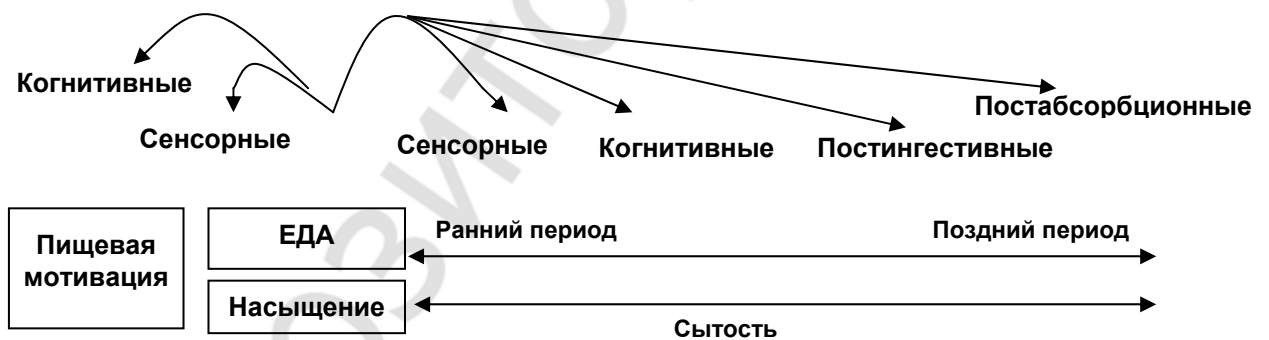 Когнитивные
Сенсорные
Сенсорные
Когнитивные
Постингестивные
Постабсорбционные
Пищевая
мотивация
ЕДА
Насыщение
Ранний период
Поздний период
Сытость